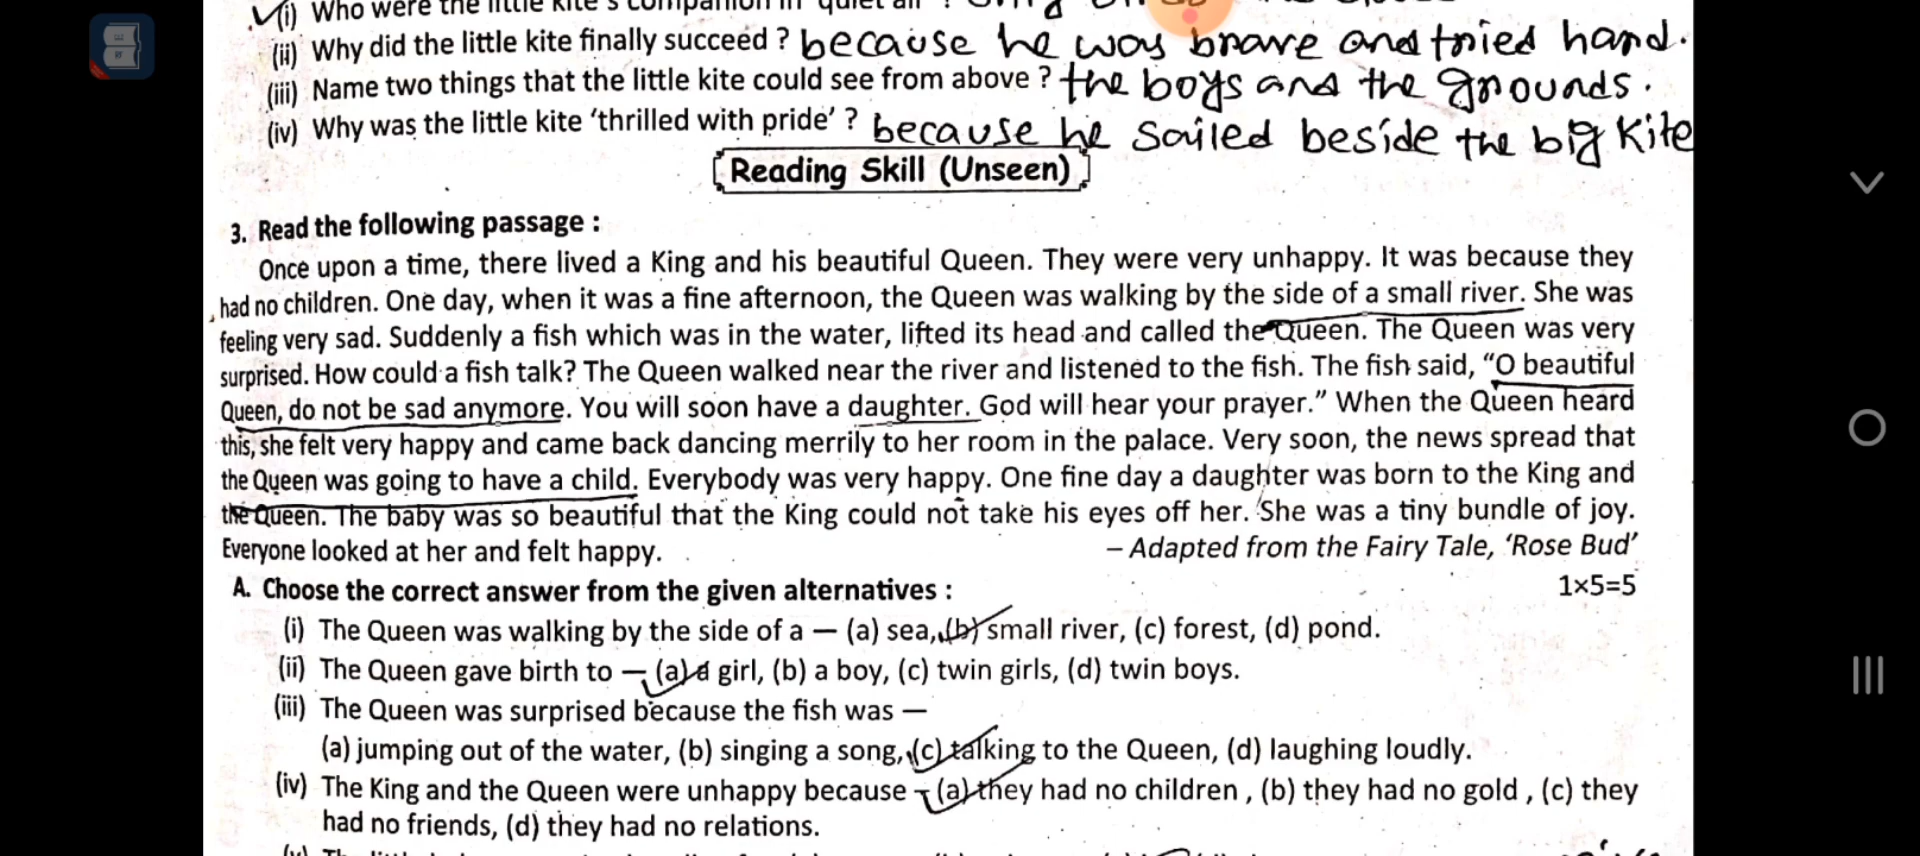 (i) Who were the little kite's companion in 'quiet air'?
(ii) Why did the little kite finally succeed ? because he was brave and tried hard.
(iii) Name two things that the little kite could see from above ? the boys and the grounds.
(iv) Why was the little kite ‘thrilled with pride’ ? because he sailed beside the big kite
Reading Skill (Unseen)
3. Read the following passage :
Once upon a time, there lived a King and his beautiful Queen. They were very unhappy. It was because they
had no children. One day, when it was a fine afternoon, the Queen was walking by the side of a small river. She was
feeling very sad. Suddenly a fish which was in the water, lifted its head and called the Queen. The Queen was very
surprised. How could a fish talk? The Queen walked near the river and listened to the fish. The fish said, “O beautiful
Queen, do not be sad anymore. You will soon have a daughter. God will hear your prayer.” When the Queen heard
this, she felt very happy and came back dancing merrily to her room in the palace. Very soon, the news spread that
the Queen was going to have a child. Everybody was very happy. One fine day a daughter was born to the King and
the Queen. The baby was so beautiful that the King could not take his eyes off her. She was a tiny bundle of joy.
Everyone looked at her and felt happy. – Adapted from the Fairy Tale, ‘Rose Bud’
A. Choose the correct answer from the given alternatives : 1×5=5
(i) The Queen was walking by the side of a — (a) sea, (b) small river, (c) forest, (d) pond.
(ii) The Queen gave birth to — (a) a girl, (b) a boy, (c) twin girls, (d) twin boys.
(iii) The Queen was surprised because the fish was —
(a) jumping out of the water, (b) singing a song, (c) talking to the Queen, (d) laughing loudly.
(iv) The King and the Queen were unhappy because – (a) they had no children , (b) they had no gold , (c) they
had no friends, (d) they had no relations.